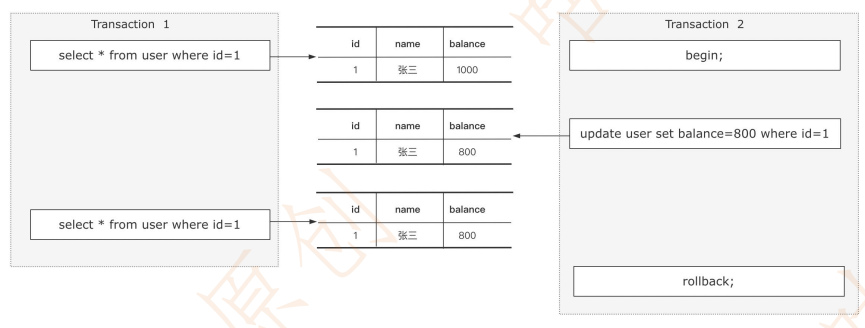 Transaction 1
Transaction 2
select * from user where id=1
id name balance
1 张三 1000
begin;
id name balance
1 张三 800
update user set balance=800 where id=1
select * from user where id=1
id name balance
1 张三 800
rollback;
原创